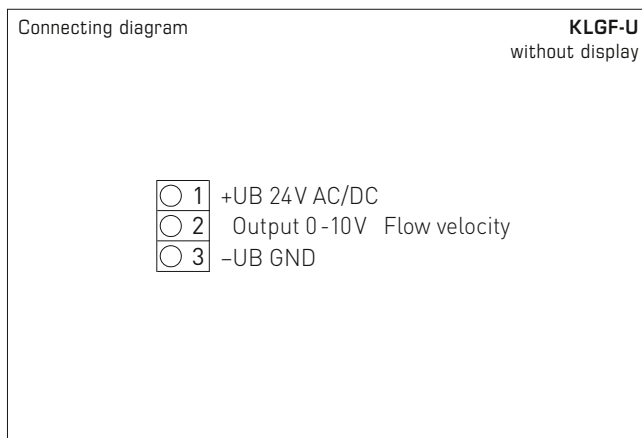 Connecting diagram
KLGF-U
without display
1 +UB 24V AC/DC
2 Output 0-10V Flow velocity
3 –UB GND